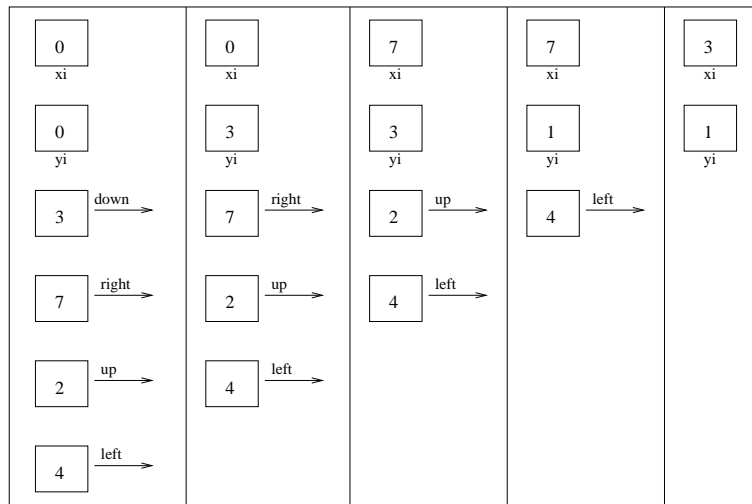 0 0 7 7 3
xi xi xi xi xi
0 3 3 1 1
yi yi yi yi yi
3 down 7 right 2 up 4 left
7 right 2 up 4 left
2 up 4 left
4 left